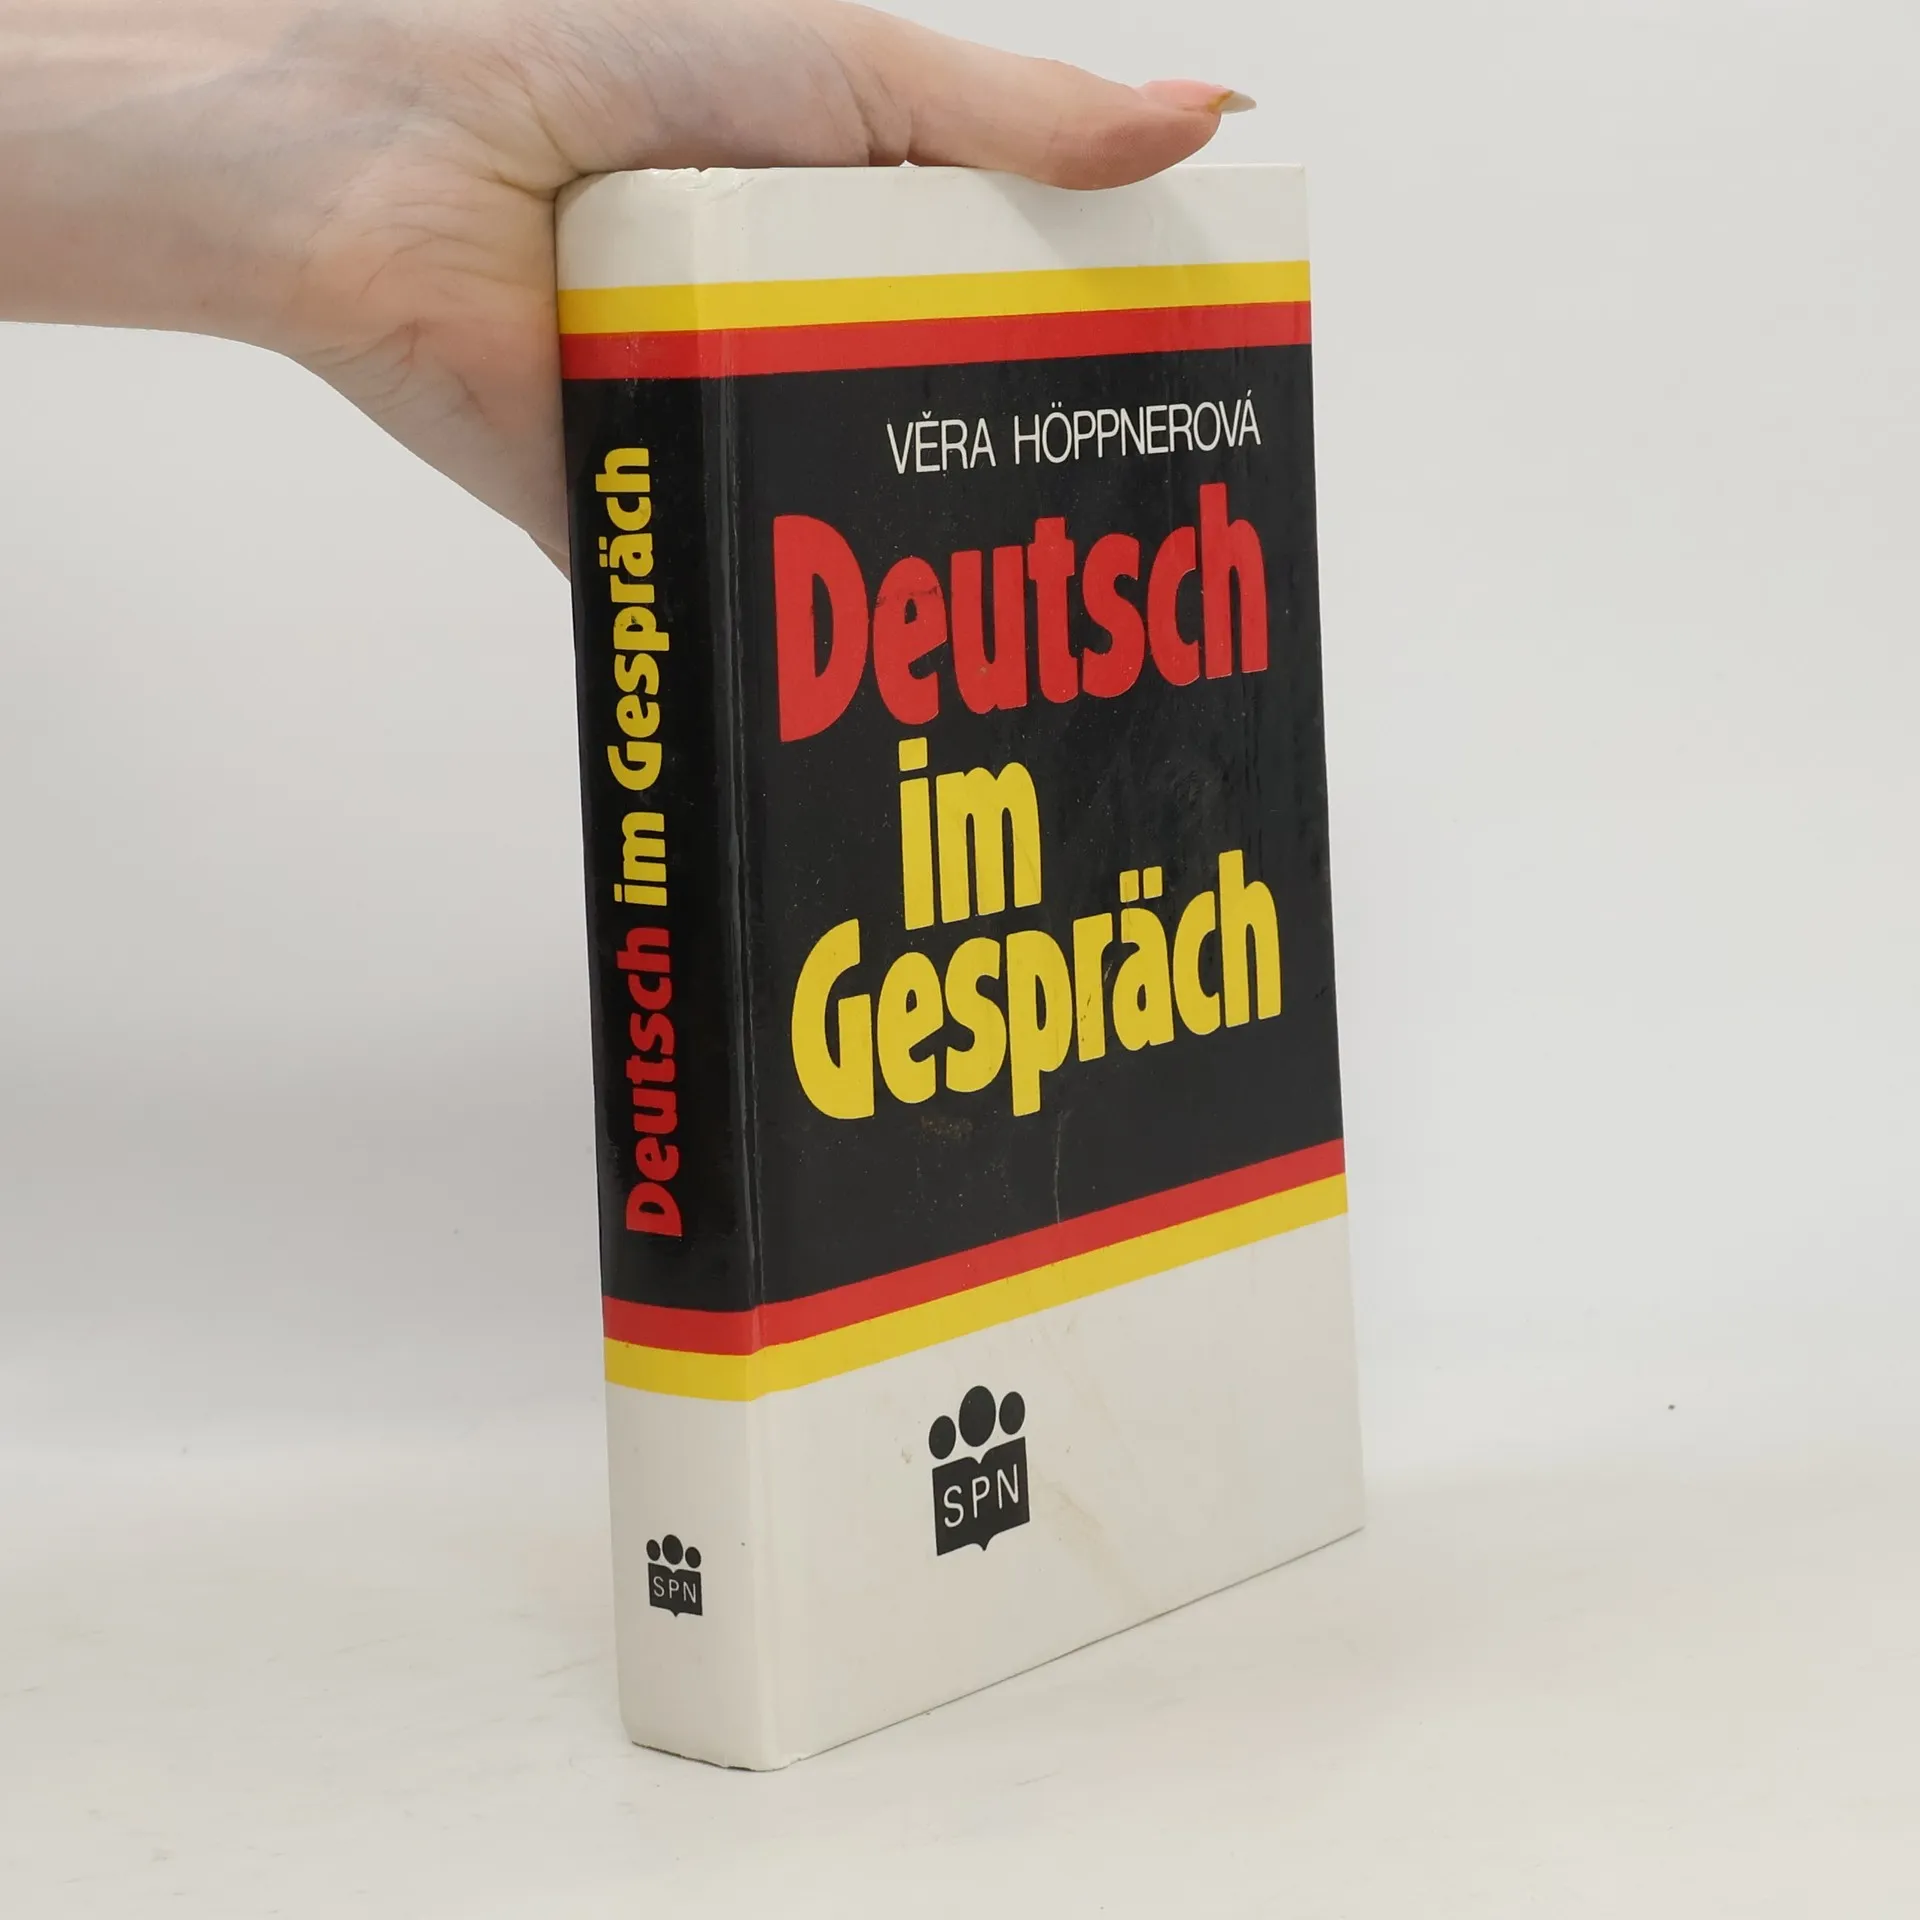 VĚRA HÖPPNEROVÁ
Deutsch
im
Gespräch
SPN
Deutsch im Gespräch
SPN